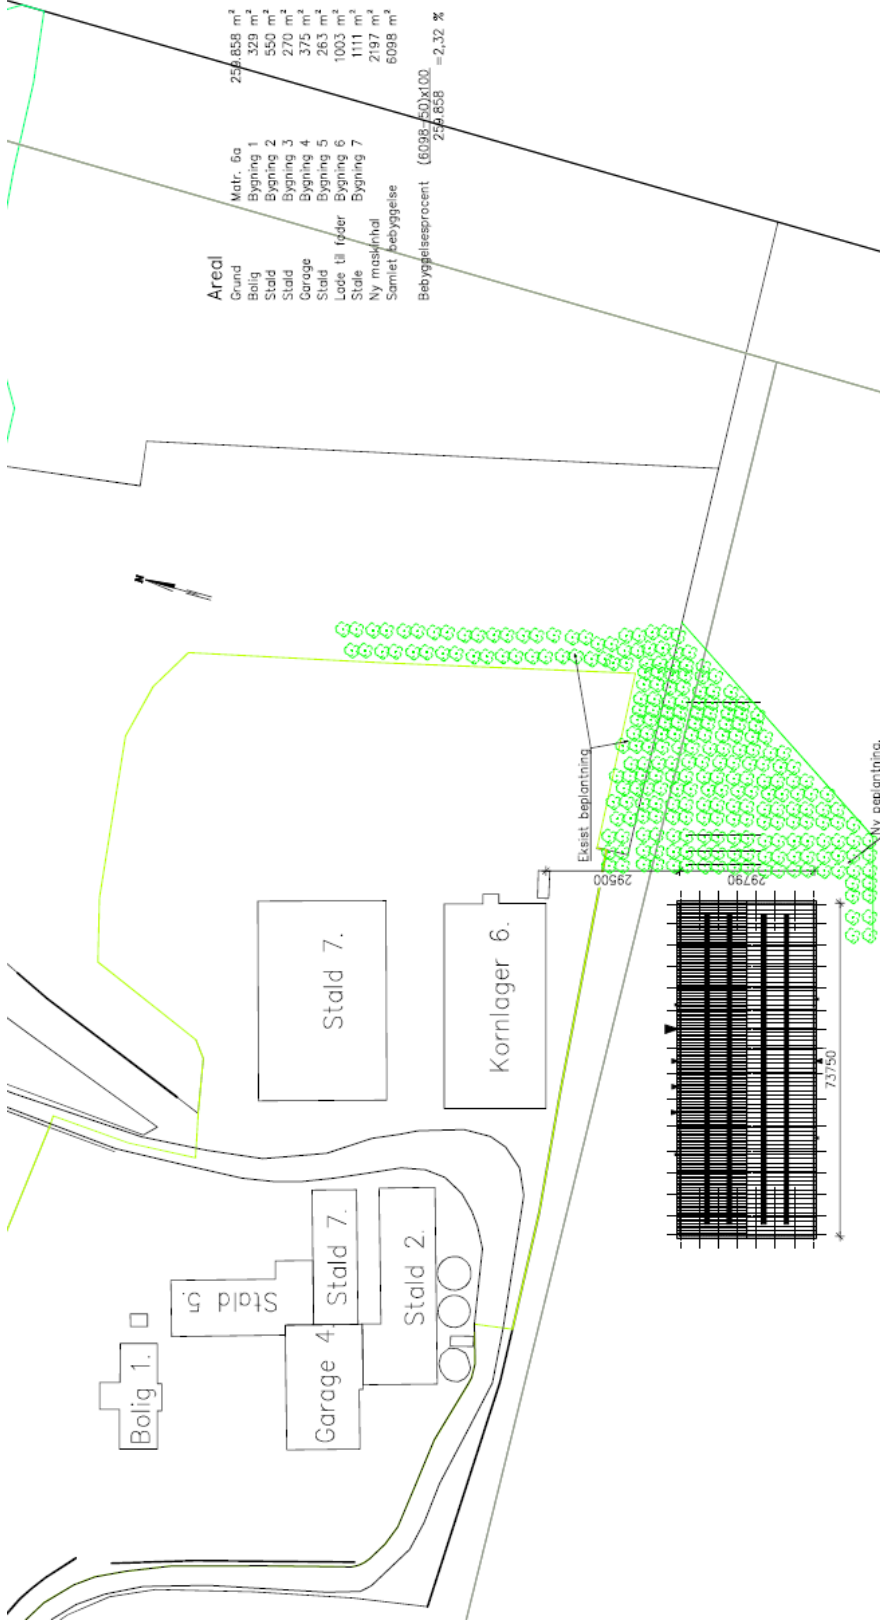 Areal
Grund Matr. 6a 259.858 m²
Bolig Bygning 1 329 m²
Stald Bygning 2 550 m²
Stald Bygning 3 270 m²
Garage Bygning 4 375 m²
Stald Bygning 5 263 m²
Lade til foder Bygning 6 1003 m²
Stale Bygning 7 1111 m²
Ny maskinhal 2197 m²
Samlet bebyggelse 6098 m²
Bebyggelsesprocent (6098-50)x100
259.858 =2,32 %
N
Eksist beplantning
Ny beplantning.
29500
29790
73750
Stald 7.
Kornlager 6.
Stald 5.
Stald 7.
Stald 2.
Garage 4
Bolig 1.